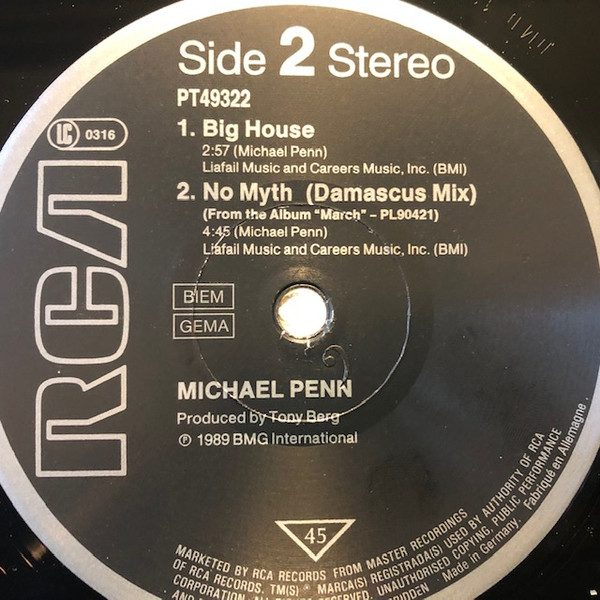 Side 2 Stereo
PT49322
LC 0316
1. Big House
2:57 (Michael Penn)
Liafail Music and Careers Music, Inc. (BMI)
2. No Myth (Damascus Mix)
(From the Album "March" – PL90421)
4:45 (Michael Penn)
Liafail Music and Careers Music, Inc. (BMI)
RCA
BIEM
GEMA
MICHAEL PENN
Produced by Tony Berg
℗ 1989 BMG International
45
MARKETED BY RCA RECORDS FROM MASTER RECORDINGS
OF RCA RECORDS. TM(S) ® MARCA(S) REGISTRADA(S) USED BY AUTHORITY OF RCA
CORPORATION. ALL RIGHTS RESERVED. UNAUTHORISED COPYING, PUBLIC PERFORMANCE
Made in Germany. Fabriqué en Allemagne.